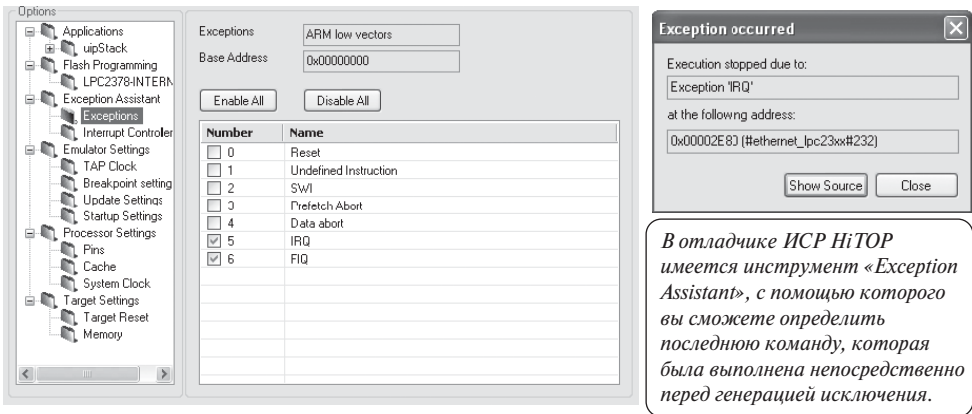 Options
Applications
uipStack
Flash Programming
LPC2378-INTERN
Exception Assistant
Exceptions
Interrupt Controler
Emulator Settings
TAP Clock
Breakpoint setting
Update Settings
Startup Settings
Processor Settings
Pins
Cache
System Clock
Target Settings
Target Reset
Memory
Exceptions ARM low vectors
Base Address 0x00000000
Enable All Disable All
Number Name
0 Reset
1 Undefined Instruction
2 SWI
3 Prefetch Abort
4 Data abort
5 IRQ
6 FIQ
Exception occurred
Execution stopped due to:
Exception 'IRQ'
at the followng address:
0x00002E80 (#ethernet_lpc23xx#232)
Show Source Close
В отладчике ИСР HiTOP
имеется инструмент «Exception
Assistant», с помощью которого
вы сможете определить
последнюю команду, которая
была выполнена непосредственно
перед генерацией исключения.